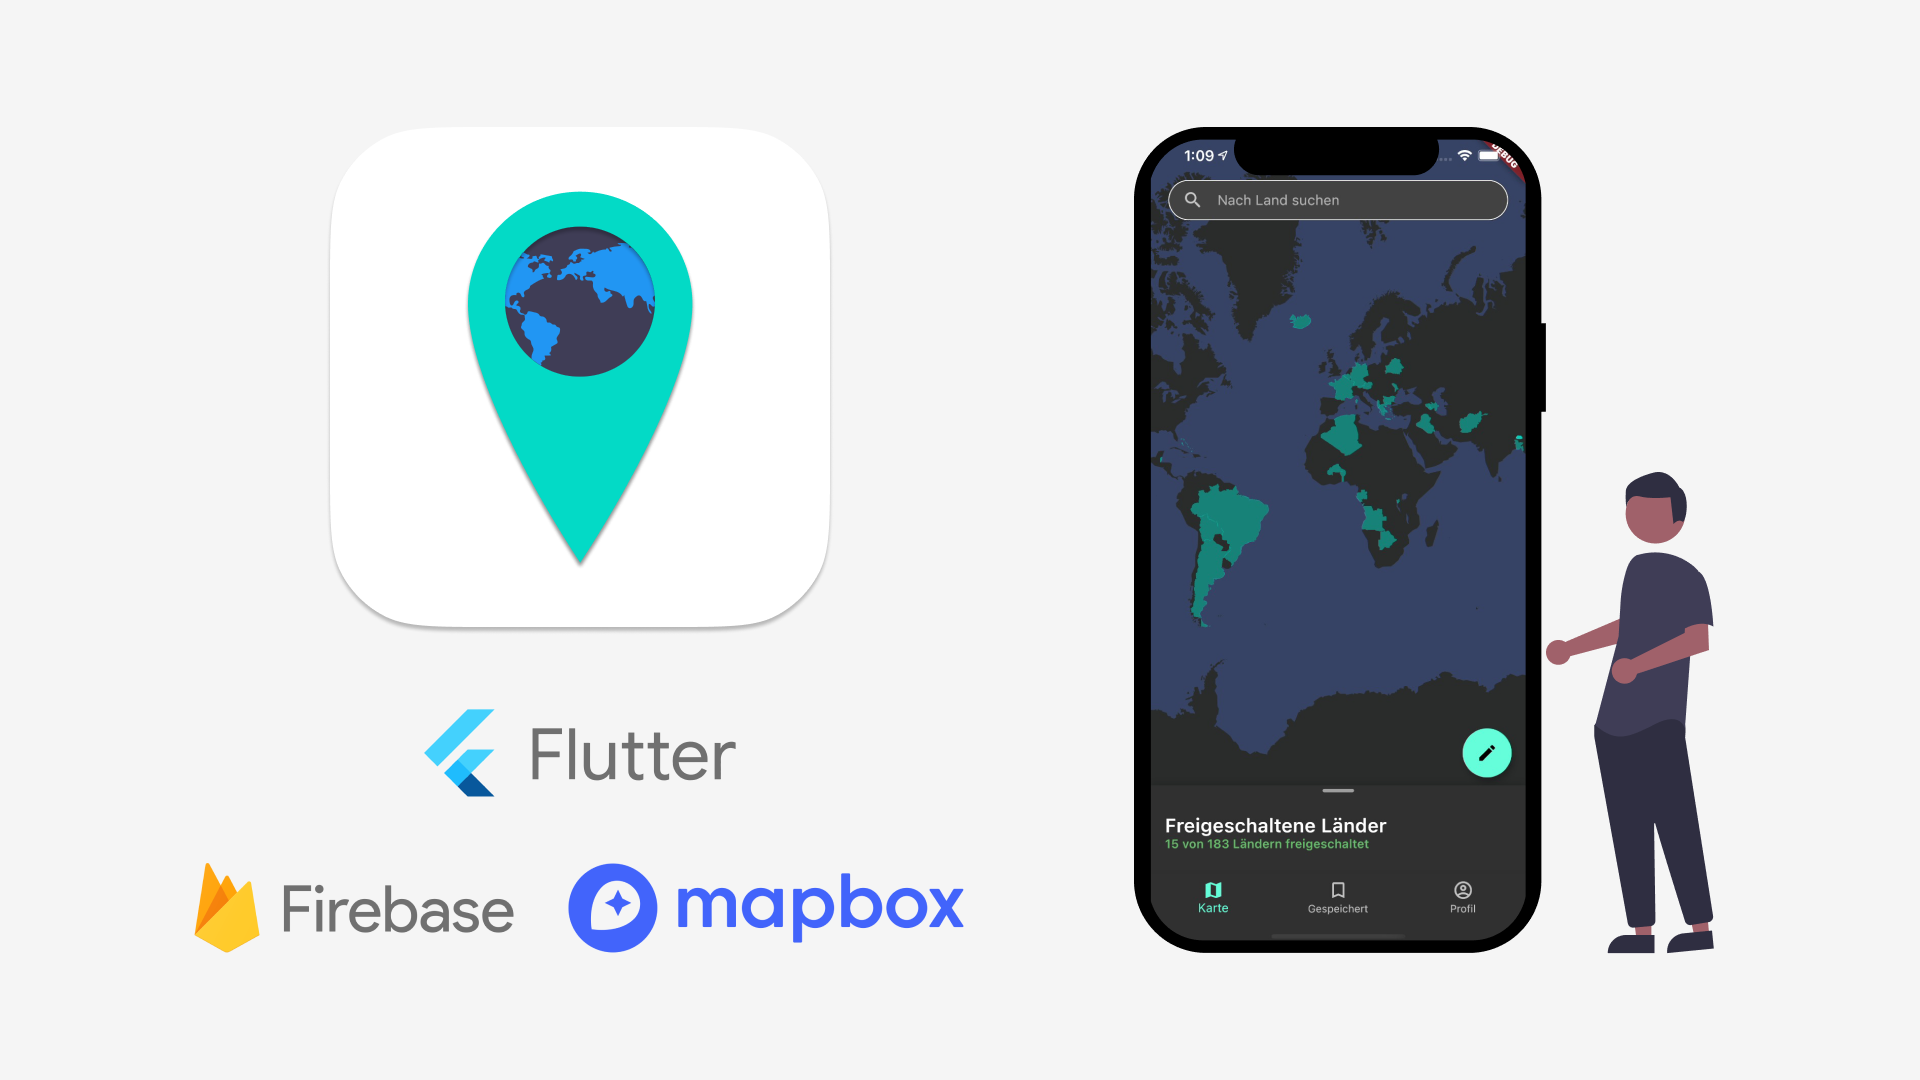 Flutter
Firebase
mapbox
1:09
DEBUG
Nach Land suchen
Freigeschaltene Länder
15 von 183 Ländern freigeschaltet
Karte
Gespeichert
Profil